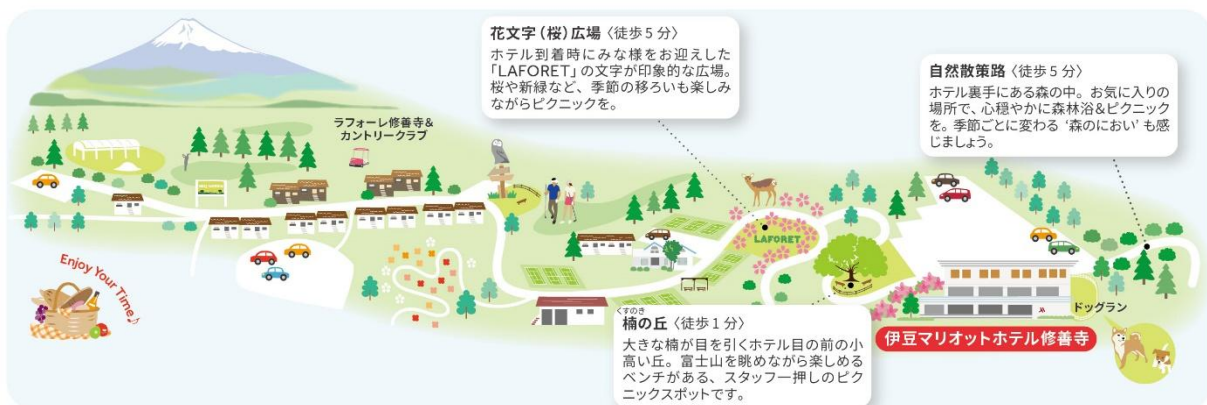 花文字（桜）広場〈徒歩5分〉
ホテル到着時にみな様をお迎えした
「LAFORET」の文字が印象的な広場。
桜や新緑など、季節の移ろいも楽しみ
ながらピクニックを。
自然散策路〈徒歩5分〉
ホテル裏手にある森の中。お気に入りの
場所で、心穏やかに森林浴&ピクニック
を。季節ごとに変わる‘森のにおい’も感
じましょう。
ラフォーレ修善寺&
カントリークラブ
LAFORET
Enjoy Your Time♪
くすのき
楠の丘〈徒歩1分〉
大きな楠が目を引くホテル目の前の小
高い丘。富士山を眺めながら楽しめる
ベンチがある、スタッフ一押しのピク
ニックスポットです。
ドッグラン
伊豆マリオットホテル修善寺